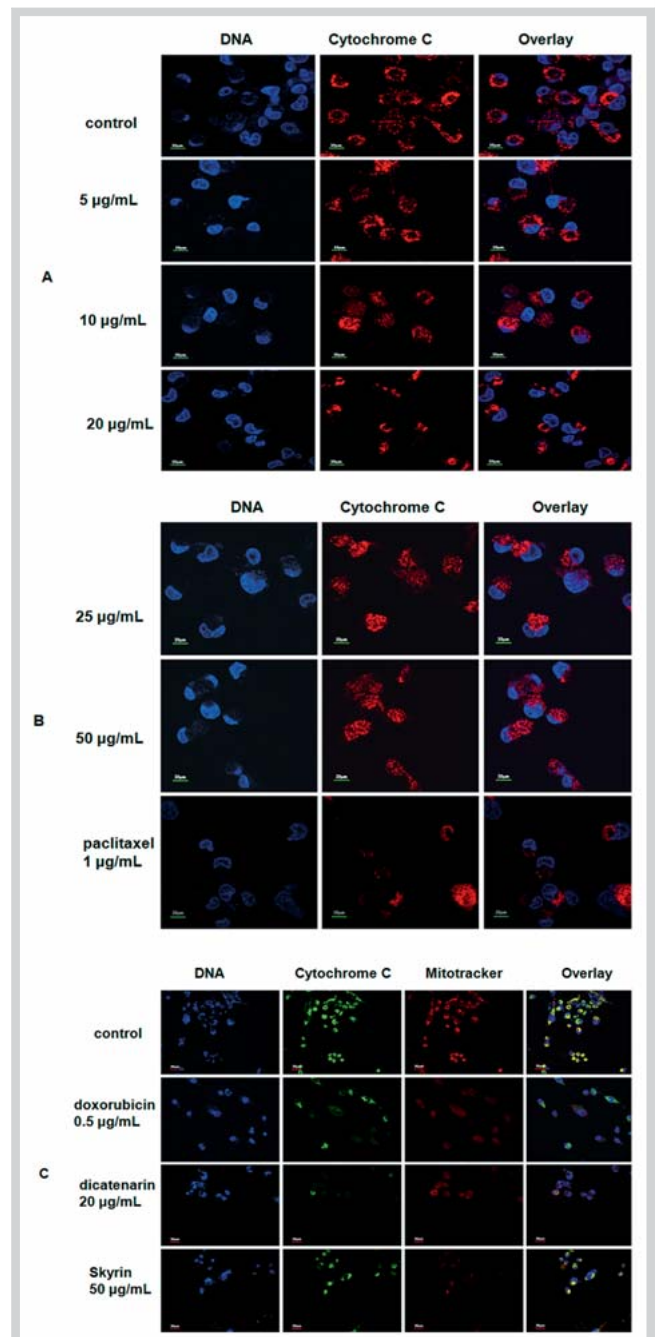 DNA Cytochrome C Overlay
control
5 µg/mL
A
10 µg/mL
20 µg/mL
DNA Cytochrome C Overlay
25 µg/mL
B
50 µg/mL
paclitaxel
1 µg/mL
DNA Cytochrome C Mitotracker Overlay
control
doxorubicin
0.5 µg/mL
C
dicatenarin
20 µg/mL
Skyrin
50 µg/mL